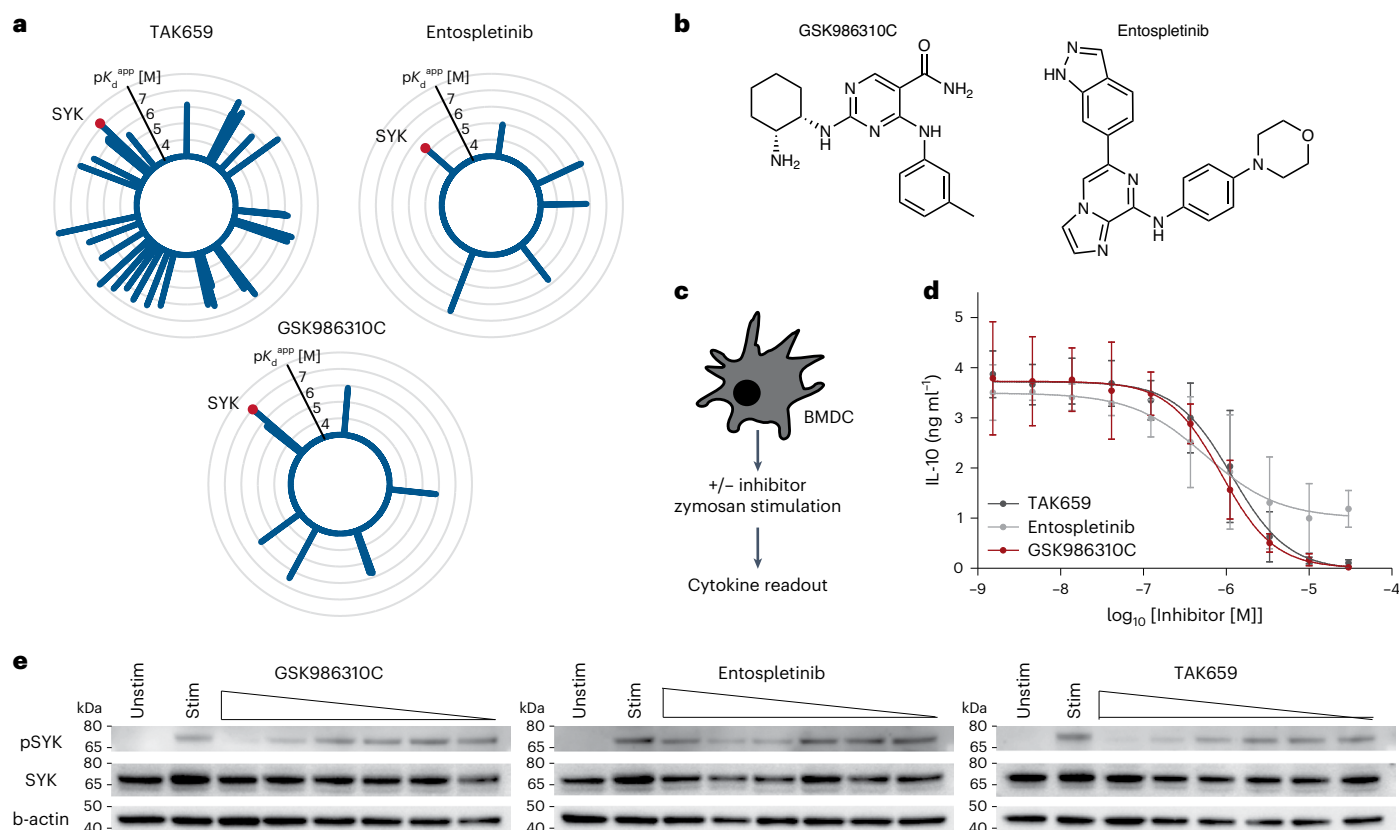 a
TAK659
pKd^app [M]
7
6
5
4
SYK
Entospletinib
pKd^app [M]
7
6
5
4
SYK
GSK986310C
pKd^app [M]
7
6
5
4
SYK
b
GSK986310C
O
NH2
N
N
N
H
NH2
NH
Entospletinib
N
HN
N
N
N
N
H
N
O
c
BMDC
+/– inhibitor
zymosan stimulation
Cytokine readout
d
IL-10 (ng ml−1)
5
4
3
2
1
0
TAK659
Entospletinib
GSK986310C
–9 –8 –7 –6 –5 –4
log10 [Inhibitor [M]]
e
Unstim
Stim
GSK986310C
Unstim
Stim
Entospletinib
Unstim
Stim
TAK659
kDa
kDa
kDa
pSYK
80
65
80
65
80
65
SYK
80
65
80
65
80
65
b-actin
50
40
50
40
50
40